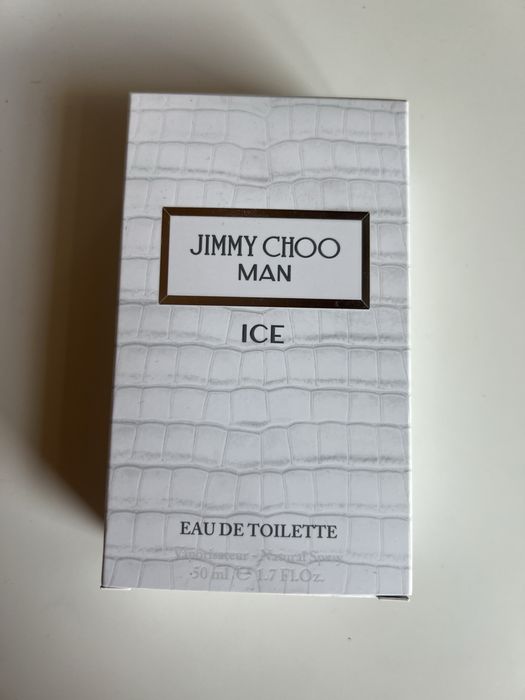 JIMMY CHOO
MAN
ICE
EAU DE TOILETTE
Vaporisateur - Natural Spray
50 ml ℮ 1.7 Fl.Oz.